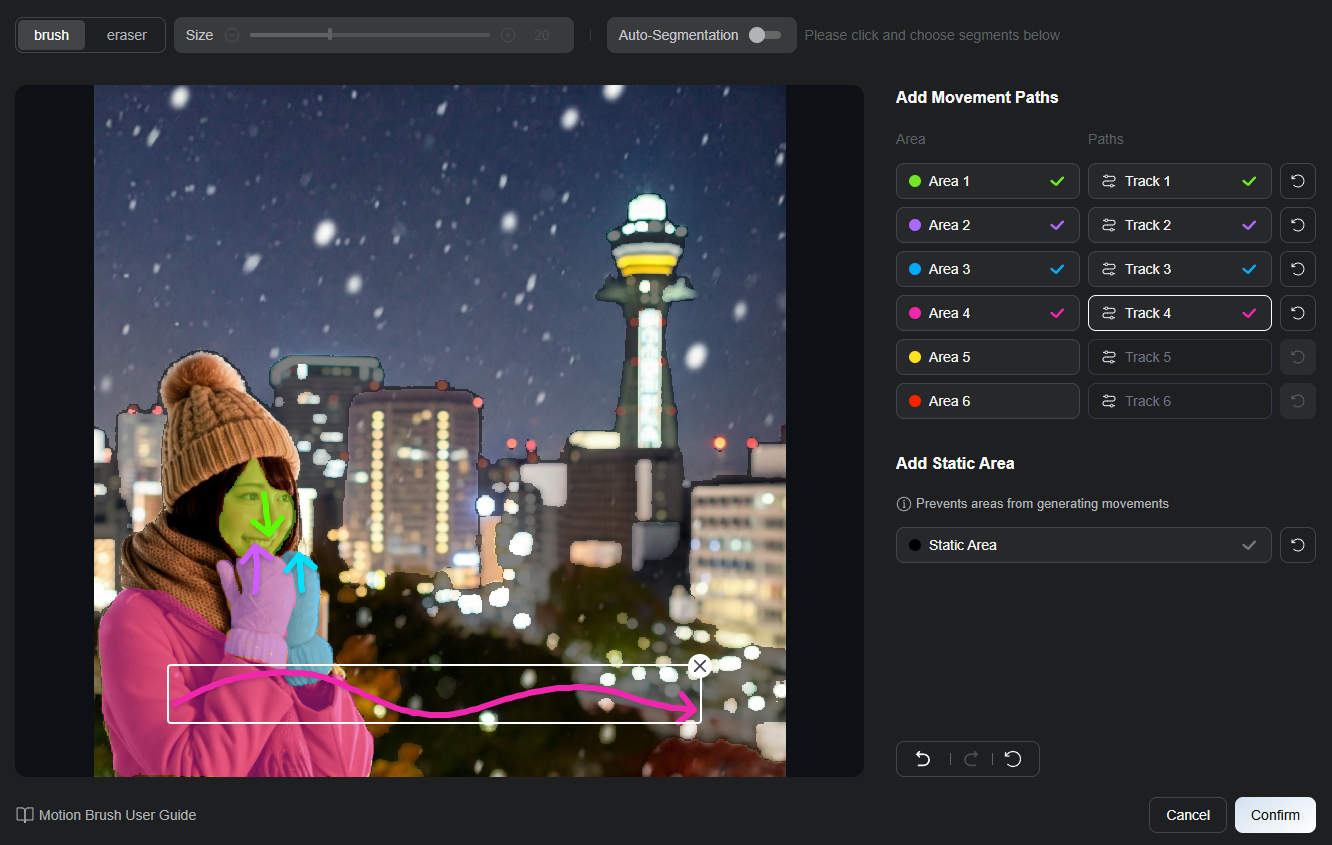 brush eraser Size 20 Auto-Segmentation Please click and choose segments below
Add Movement Paths
Area Paths
Area 1 Track 1
Area 2 Track 2
Area 3 Track 3
Area 4 Track 4
Area 5 Track 5
Area 6 Track 6
Add Static Area
Prevents areas from generating movements
Static Area
Motion Brush User Guide Cancel Confirm